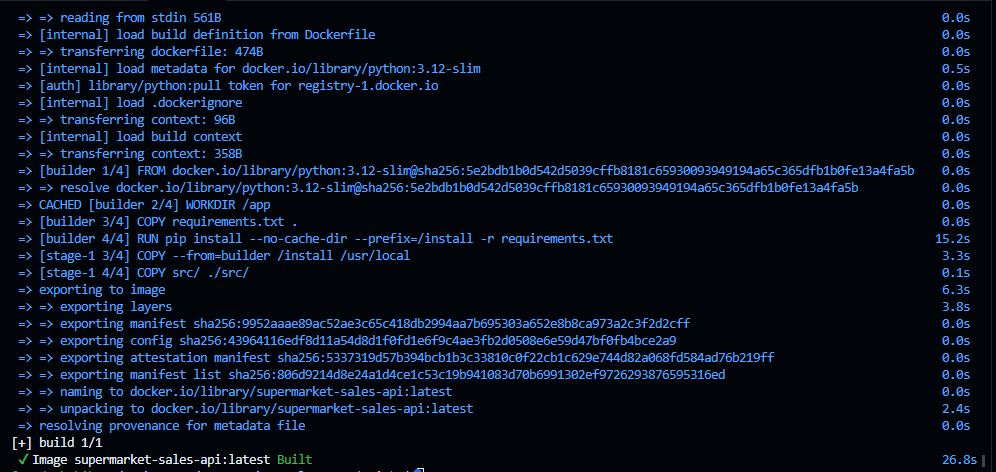 => => reading from stdin 561B 0.0s
=> [internal] load build definition from Dockerfile 0.0s
=> => transferring dockerfile: 474B 0.0s
=> [internal] load metadata for docker.io/library/python:3.12-slim 0.5s
=> [auth] library/python:pull token for registry-1.docker.io 0.0s
=> [internal] load .dockerignore 0.0s
=> => transferring context: 96B 0.0s
=> [internal] load build context 0.0s
=> => transferring context: 358B 0.0s
=> [builder 1/4] FROM docker.io/library/python:3.12-slim@sha256:5e2bdb1b0d542d5039cffb8181c65930093949194a65c365dfb1b0fe13a4fa5b 0.0s
=> => resolve docker.io/library/python:3.12-slim@sha256:5e2bdb1b0d542d5039cffb8181c65930093949194a65c365dfb1b0fe13a4fa5b 0.0s
=> CACHED [builder 2/4] WORKDIR /app 0.0s
=> [builder 3/4] COPY requirements.txt . 0.0s
=> [builder 4/4] RUN pip install --no-cache-dir --prefix=/install -r requirements.txt 15.2s
=> [stage-1 3/4] COPY --from=builder /install /usr/local 3.3s
=> [stage-1 4/4] COPY src/ ./src/ 0.1s
=> exporting to image 6.3s
=> => exporting layers 3.8s
=> => exporting manifest sha256:9952aaae89ac52ae3c65c418db2994aa7b695303a652e8b8ca973a2c3f2d2cff 0.0s
=> => exporting config sha256:43964116edf8d11a54d8d1f0fd1e6f9c4ae3fb2d0508e6e59d47bf0fb4bce2a9 0.0s
=> => exporting attestation manifest sha256:5337319d57b394bcb1b3c33810c0f22cb1c629e744d82a068fd584ad76b219ff 0.0s
=> => exporting manifest list sha256:806d9214d8e24a1d4ce1c53c19b941083d70b6991302ef9726293876595316ed 0.0s
=> => naming to docker.io/library/supermarket-sales-api:latest 0.0s
=> => unpacking to docker.io/library/supermarket-sales-api:latest 2.4s
=> resolving provenance for metadata file 0.0s
[+] build 1/1
✓ Image supermarket-sales-api:latest Built 26.8s